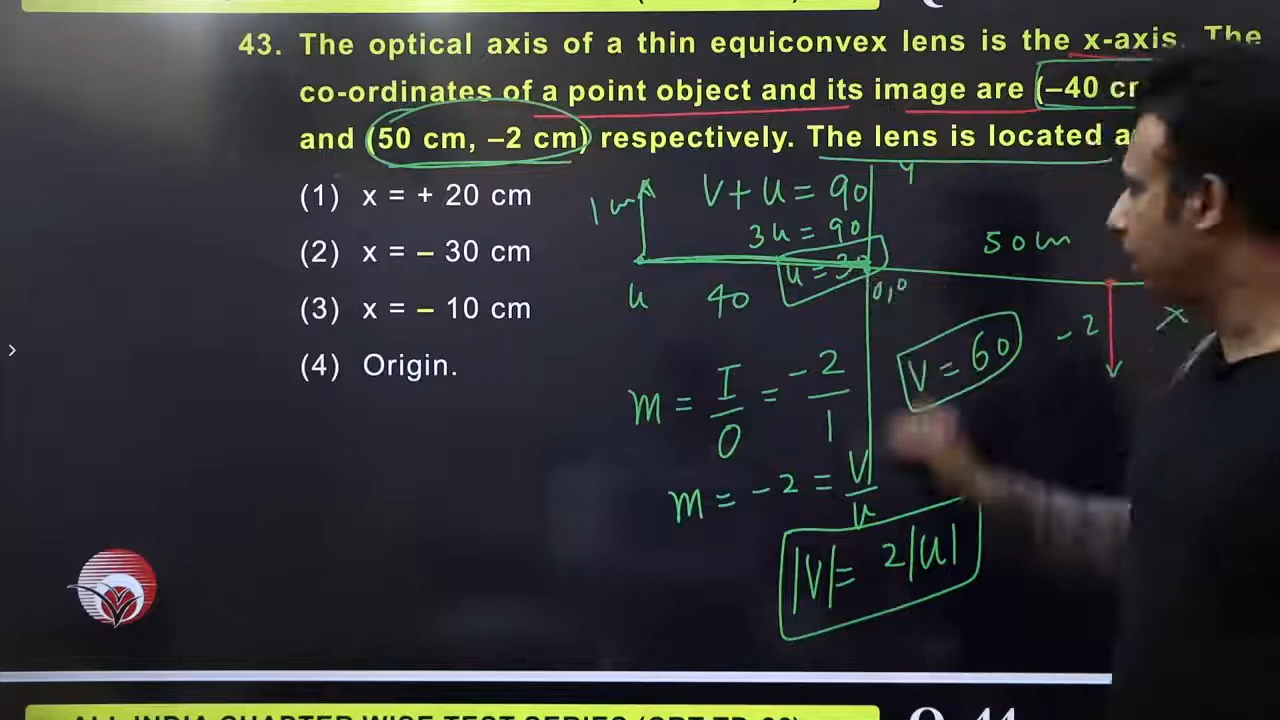 43. The optical axis of a thin equiconvex lens is the x-axis. The
co-ordinates of a point object and its image are (–40 cm
and (50 cm, –2 cm) respectively. The lens is located a
(1) x = + 20 cm
(2) x = – 30 cm
(3) x = – 10 cm
(4) Origin.
V + u = 90
3u = 90
u = 30
1 cm
u
40
0,0
y
50 cm
-2
x
V = 60
m = I/O = -2/1
m = -2 = V/u
|V| = 2|u|